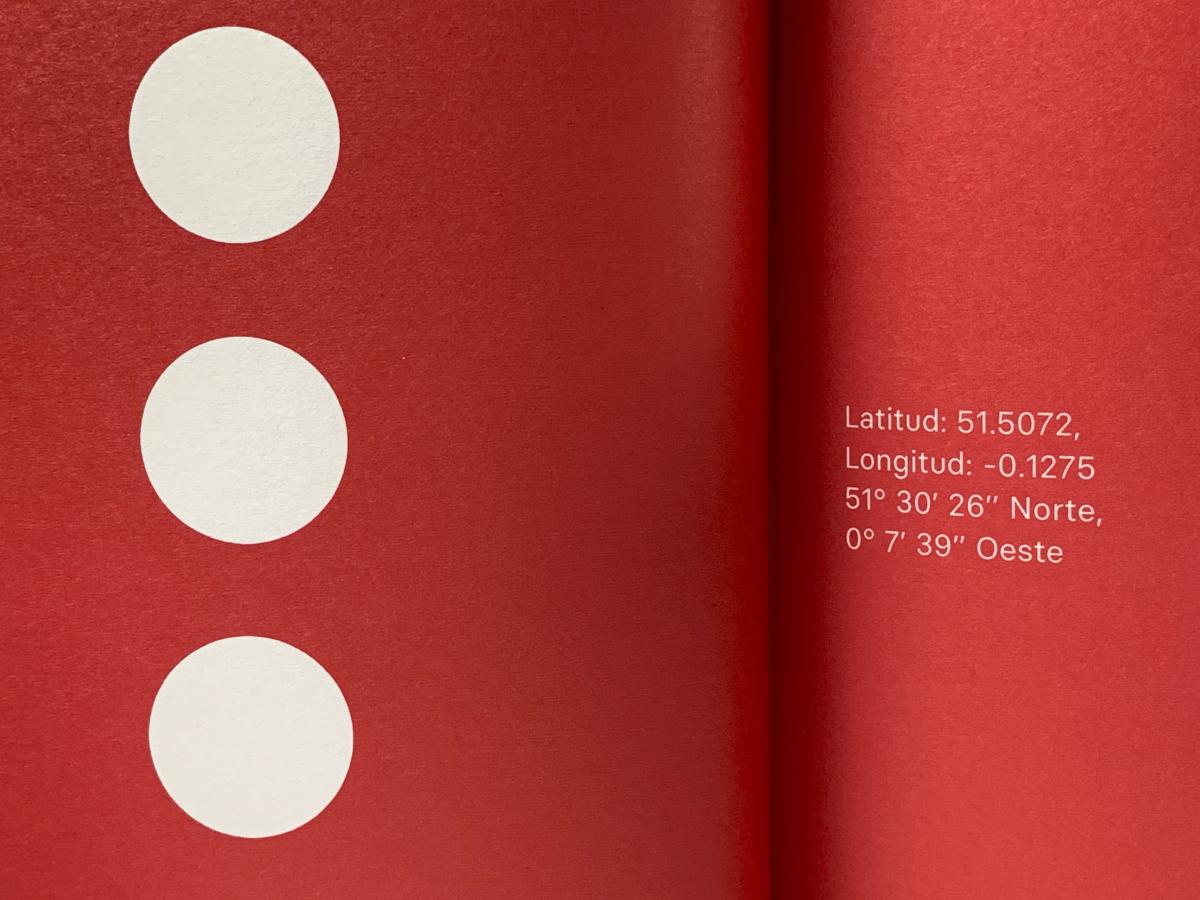 Latitud: 51.5072,
Longitud: -0.1275
51° 30′ 26″ Norte,
0° 7′ 39″ Oeste